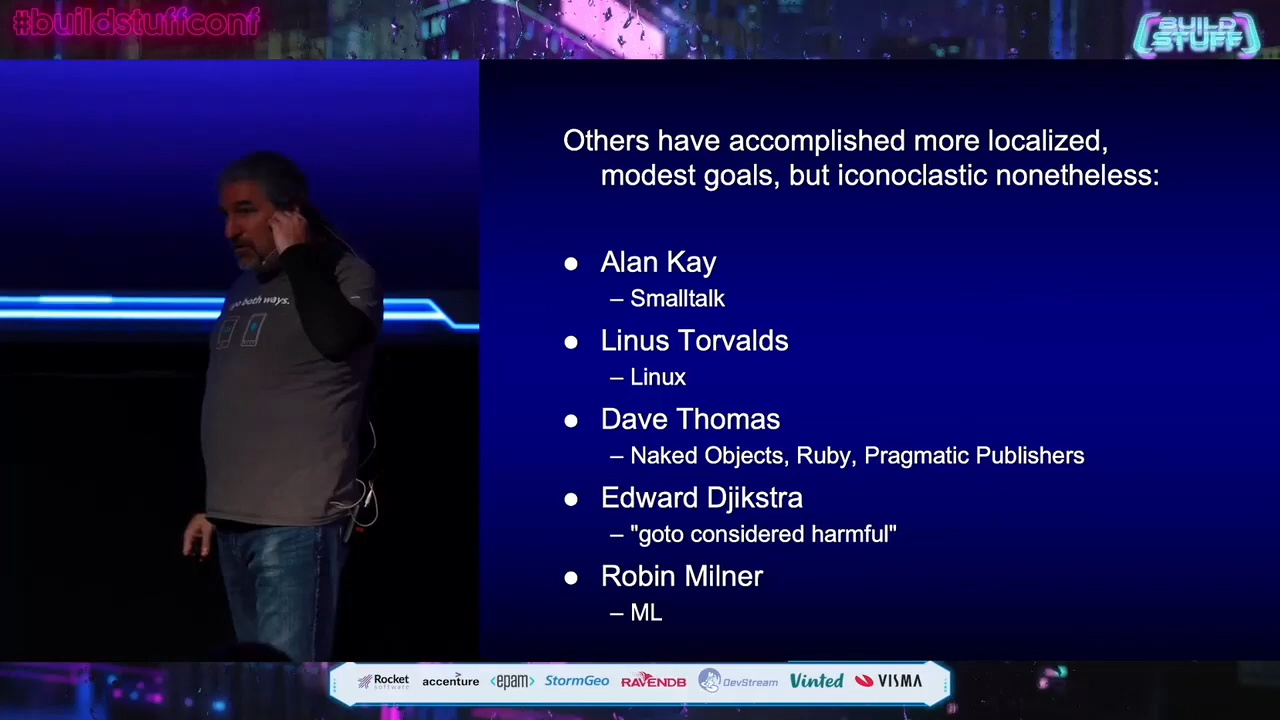 #buildstuffconf
BUILD
STUFF
Others have accomplished more localized,
modest goals, but iconoclastic nonetheless:
● Alan Kay
– Smalltalk
● Linus Torvalds
– Linux
● Dave Thomas
– Naked Objects, Ruby, Pragmatic Publishers
● Edward Djikstra
– "goto considered harmful"
● Robin Milner
– ML
both ways.
Rocket
software
accenture
<epam>
StormGeo
RAVENDB
DevStream
Vinted
VISMA